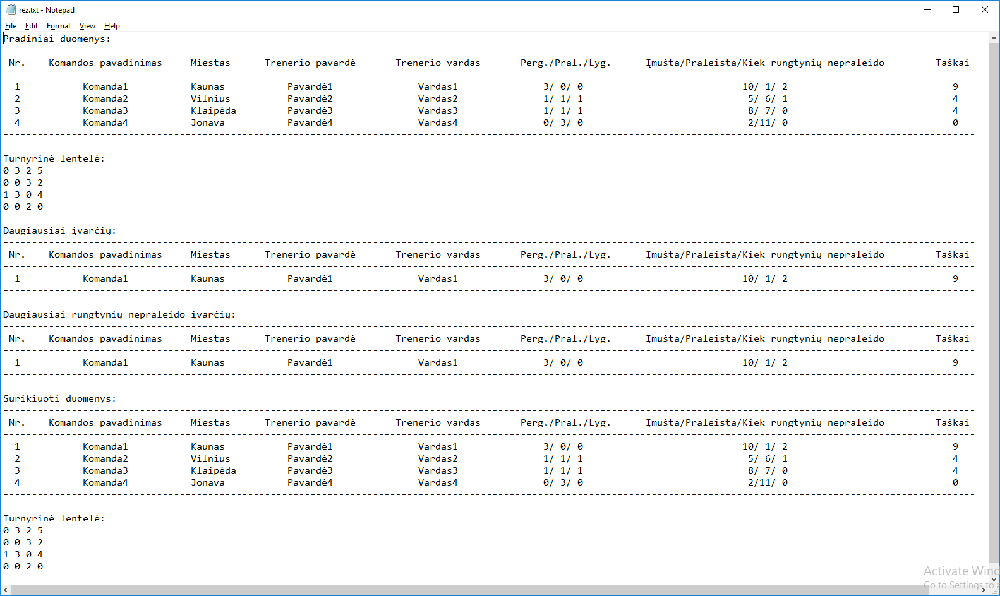 rez.txt - Notepad
File Edit Format View Help
Pradiniai duomenys:
---------------------------------------------------------------------------------------------------------------------------------------------------------------------------
Nr. Komandos pavadinimas Miestas Trenerio pavardė Trenerio vardas Perg./Pral./Lyg. Įmušta/Praleista/Kiek rungtynių nepraleido Taškai
---------------------------------------------------------------------------------------------------------------------------------------------------------------------------
1 Komanda1 Kaunas Pavardė1 Vardas1 3/ 0/ 0 10/ 1/ 2 9
2 Komanda2 Vilnius Pavardė2 Vardas2 1/ 1/ 1 5/ 6/ 1 4
3 Komanda3 Klaipėda Pavardė3 Vardas3 1/ 1/ 1 8/ 7/ 0 4
4 Komanda4 Jonava Pavardė4 Vardas4 0/ 3/ 0 2/11/ 0 0
---------------------------------------------------------------------------------------------------------------------------------------------------------------------------
Turnyrinė lentelė:
0 3 2 5
0 0 3 2
1 3 0 4
0 0 2 0
Daugiausiai įvarčių:
---------------------------------------------------------------------------------------------------------------------------------------------------------------------------
Nr. Komandos pavadinimas Miestas Trenerio pavardė Trenerio vardas Perg./Pral./Lyg. Įmušta/Praleista/Kiek rungtynių nepraleido Taškai
---------------------------------------------------------------------------------------------------------------------------------------------------------------------------
1 Komanda1 Kaunas Pavardė1 Vardas1 3/ 0/ 0 10/ 1/ 2 9
---------------------------------------------------------------------------------------------------------------------------------------------------------------------------
Daugiausiai rungtynių nepraleido įvarčių:
---------------------------------------------------------------------------------------------------------------------------------------------------------------------------
Nr. Komandos pavadinimas Miestas Trenerio pavardė Trenerio vardas Perg./Pral./Lyg. Įmušta/Praleista/Kiek rungtynių nepraleido Taškai
---------------------------------------------------------------------------------------------------------------------------------------------------------------------------
1 Komanda1 Kaunas Pavardė1 Vardas1 3/ 0/ 0 10/ 1/ 2 9
---------------------------------------------------------------------------------------------------------------------------------------------------------------------------
Surikiuoti duomenys:
---------------------------------------------------------------------------------------------------------------------------------------------------------------------------
Nr. Komandos pavadinimas Miestas Trenerio pavardė Trenerio vardas Perg./Pral./Lyg. Įmušta/Praleista/Kiek rungtynių nepraleido Taškai
---------------------------------------------------------------------------------------------------------------------------------------------------------------------------
1 Komanda1 Kaunas Pavardė1 Vardas1 3/ 0/ 0 10/ 1/ 2 9
2 Komanda2 Vilnius Pavardė2 Vardas2 1/ 1/ 1 5/ 6/ 1 4
3 Komanda3 Klaipėda Pavardė3 Vardas3 1/ 1/ 1 8/ 7/ 0 4
4 Komanda4 Jonava Pavardė4 Vardas4 0/ 3/ 0 2/11/ 0 0
---------------------------------------------------------------------------------------------------------------------------------------------------------------------------
Turnyrinė lentelė:
0 3 2 5
0 0 3 2
1 3 0 4
0 0 2 0
Activate Wind
Go to Settings to a